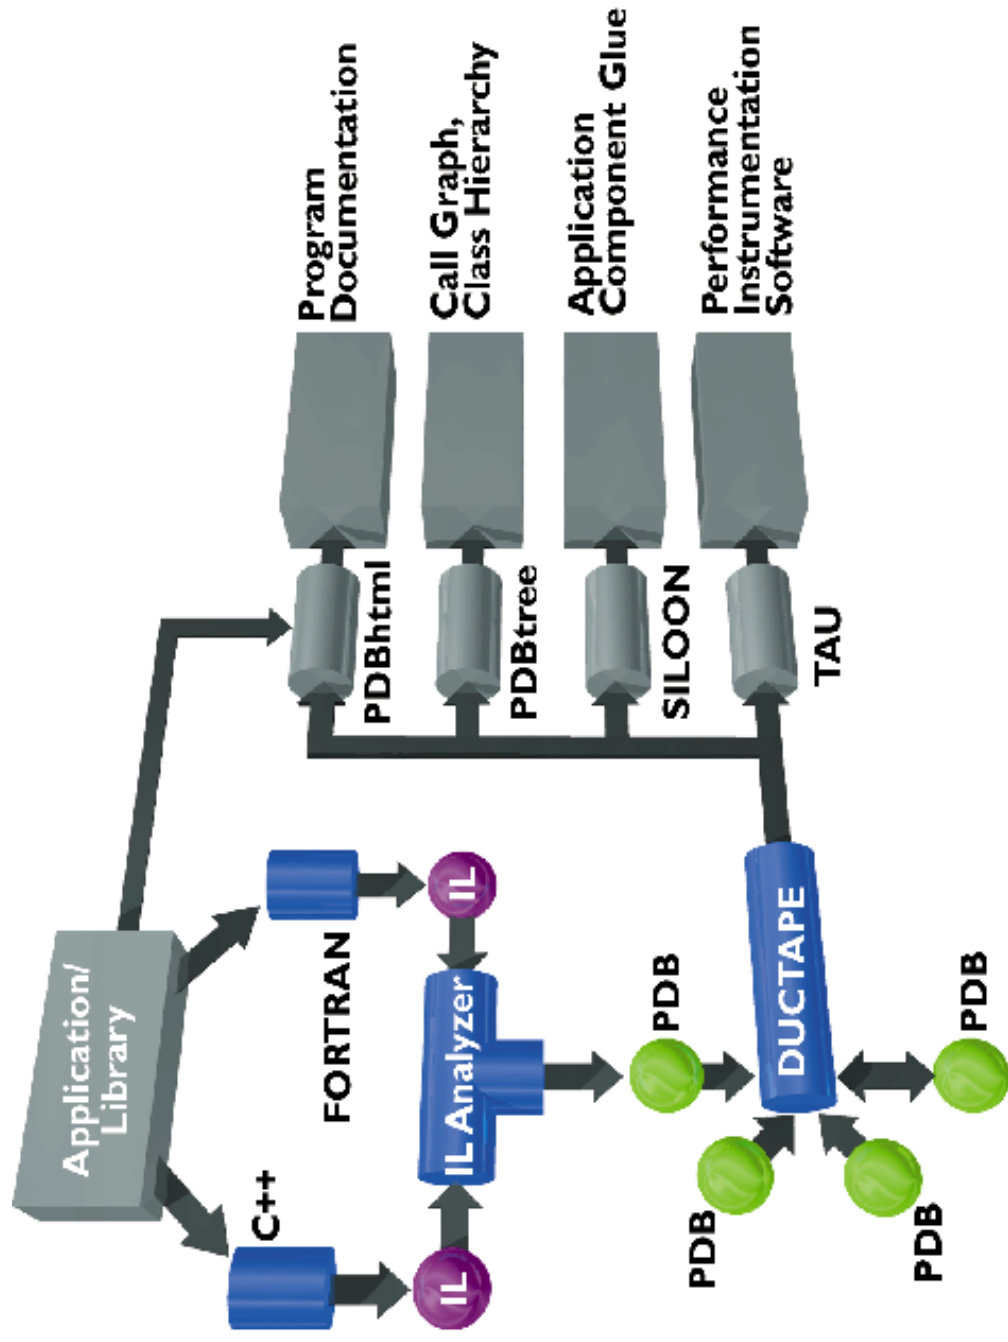 Application/
Library
C++
FORTRAN
IL
IL
IL Analyzer
PDB
PDB
PDB
PDB
DUCTAPE
PDBhtml
PDBtree
SILOON
TAU
Program
Documentation
Call Graph,
Class Hierarchy
Application
Component Glue
Performance
Instrumentation
Software